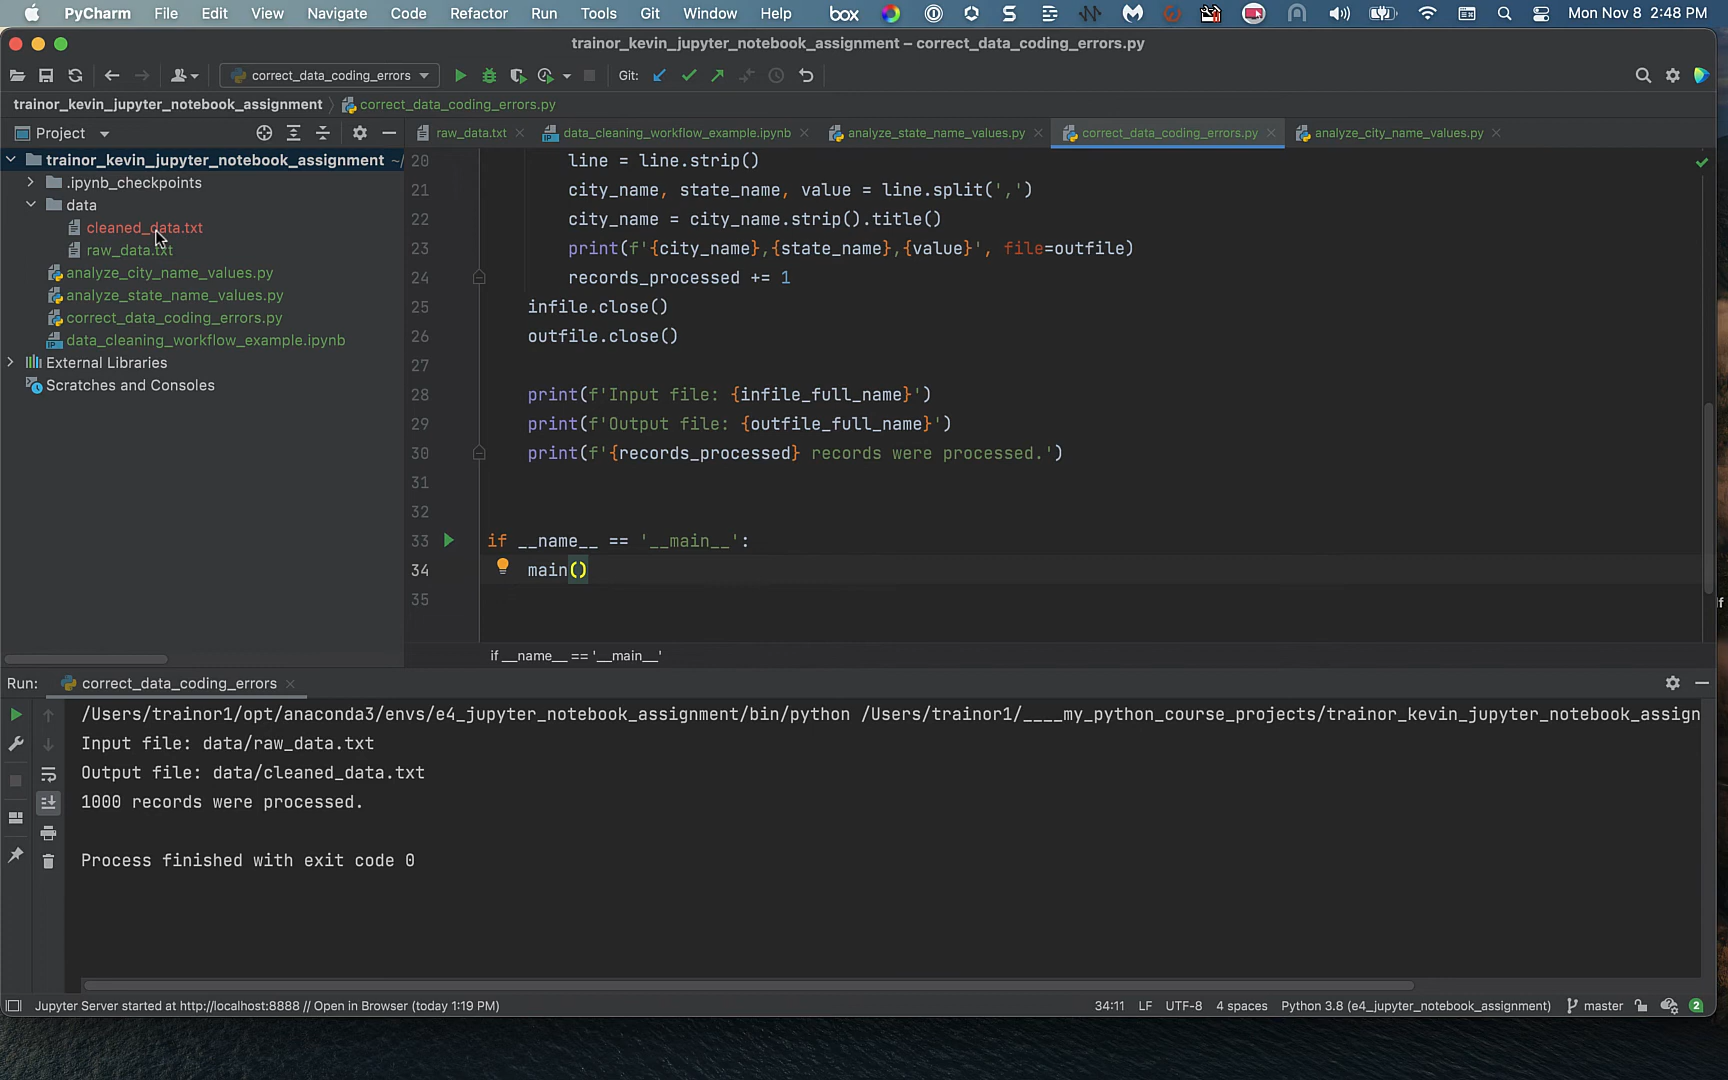 PyCharm File Edit View Navigate Code Refactor Run Tools Git Window Help box Mon Nov 8 2:48 PM
trainor_kevin_jupyter_notebook_assignment – correct_data_coding_errors.py
correct_data_coding_errors Git:
trainor_kevin_jupyter_notebook_assignment correct_data_coding_errors.py
Project raw_data.txt data_cleaning_workflow_example.ipynb analyze_state_name_values.py correct_data_coding_errors.py analyze_city_name_values.py
trainor_kevin_jupyter_notebook_assignment ~/
.ipynb_checkpoints
data
cleaned_data.txt
raw_data.txt
analyze_city_name_values.py
analyze_state_name_values.py
correct_data_coding_errors.py
data_cleaning_workflow_example.ipynb
External Libraries
Scratches and Consoles
20 line = line.strip()
21 city_name, state_name, value = line.split(',')
22 city_name = city_name.strip().title()
23 print(f'{city_name},{state_name},{value}', file=outfile)
24 records_processed += 1
25 infile.close()
26 outfile.close()
27
28 print(f'Input file: {infile_full_name}')
29 print(f'Output file: {outfile_full_name}')
30 print(f'{records_processed} records were processed.')
31
32
33 if __name__ == '__main__':
34 main()
35
if __name__ == '__main__'
Run: correct_data_coding_errors
/Users/trainor1/opt/anaconda3/envs/e4_jupyter_notebook_assignment/bin/python /Users/trainor1/____my_python_course_projects/trainor_kevin_jupyter_notebook_assign
Input file: data/raw_data.txt
Output file: data/cleaned_data.txt
1000 records were processed.
Process finished with exit code 0
Jupyter Server started at http://localhost:8888 // Open in Browser (today 1:19 PM) 34:11 LF UTF-8 4 spaces Python 3.8 (e4_jupyter_notebook_assignment) master 2